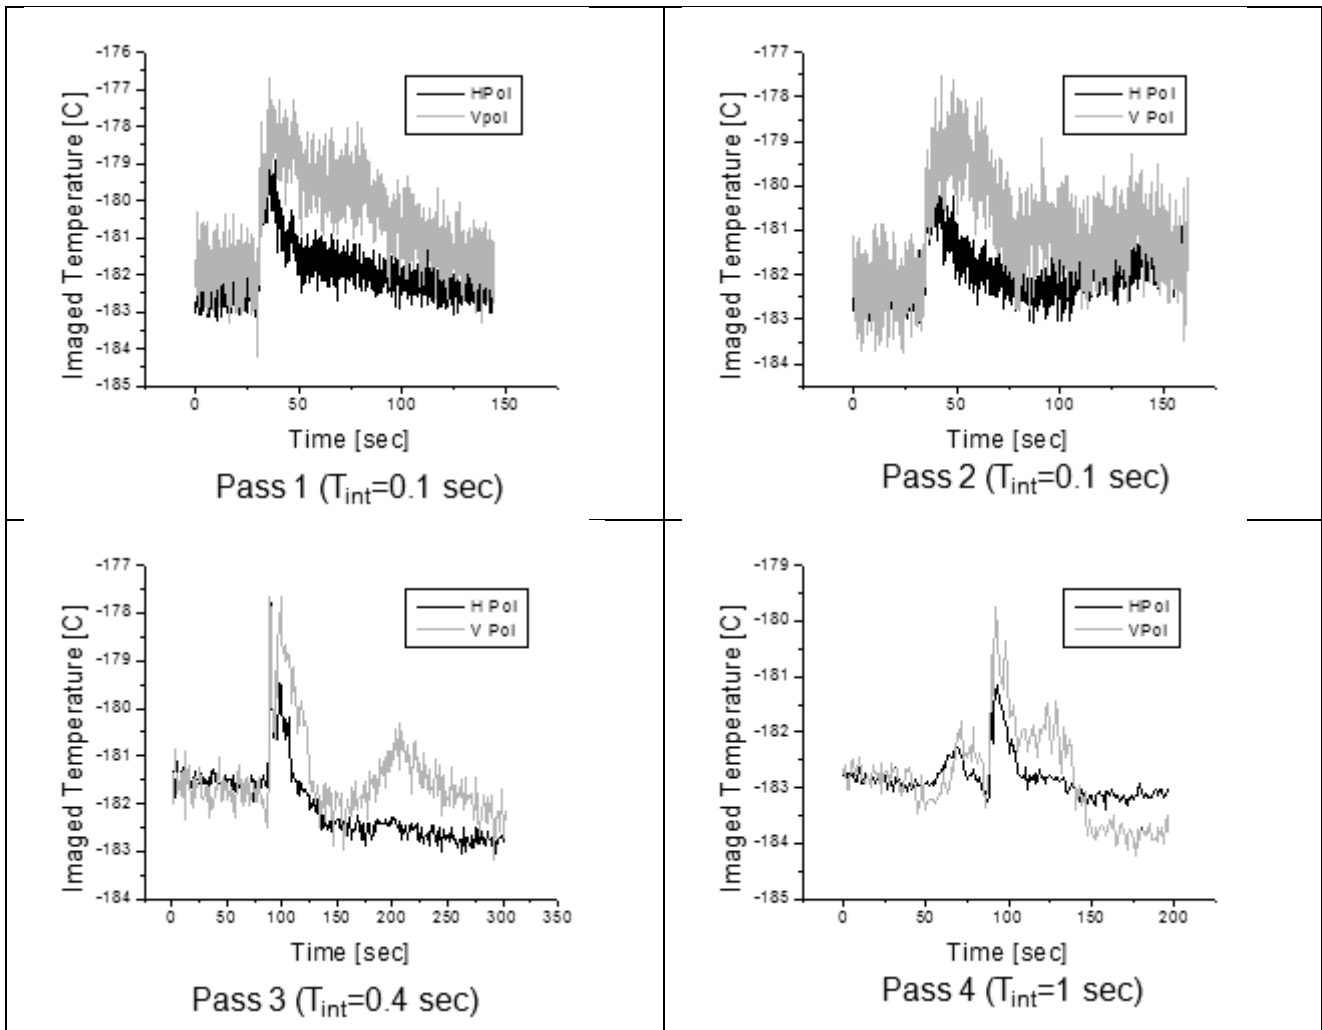 -176
-177
-178
-179
-180
-181
-182
-183
-184
-185
Imaged Temperature [C]
HPol
Vpol
0
50
100
150
Time [sec]
Pass 1 (Tint=0.1 sec)
-177
-178
-179
-180
-181
-182
-183
-184
Imaged Temperature [C]
H Pol
V Pol
0
50
100
150
Time [sec]
Pass 2 (Tint=0.1 sec)
-177
-178
-179
-180
-181
-182
-183
-184
Imaged Temperature [C]
H Pol
V Pol
0
50
100
150
200
250
300
350
Time [sec]
Pass 3 (Tint=0.4 sec)
-179
-180
-181
-182
-183
-184
-185
Imaged Temperature [C]
HPol
VPol
0
50
100
150
200
Time [sec]
Pass 4 (Tint=1 sec)